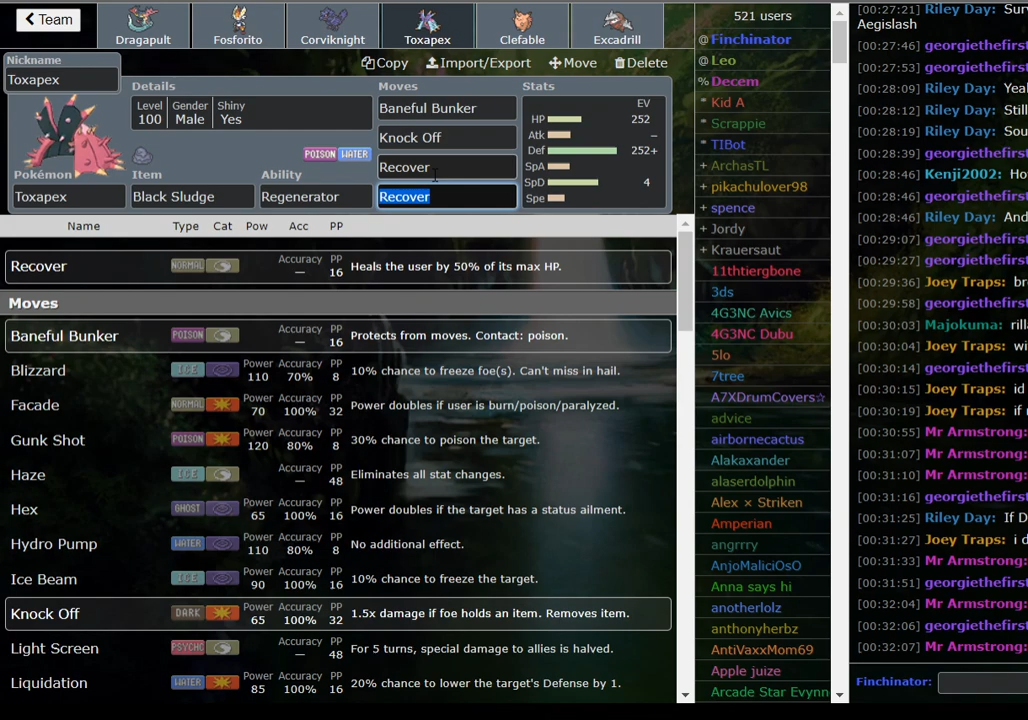 Team
Dragapult
Fosforito
Corviknight
Toxapex
Clefable
Excadrill
Copy
Import/Export
Move
Delete
Nickname
Toxapex
Details
Level
100
Gender
Male
Shiny
Yes
POISON WATER
Pokémon
Toxapex
Item
Black Sludge
Ability
Regenerator
Moves
Baneful Bunker
Knock Off
Recover
Recover
Stats
EV
HP 252
Atk –
Def 252+
SpA
SpD 4
Spe
Name Type Cat Pow Acc PP
Recover NORMAL Accuracy — PP 16 Heals the user by 50% of its max HP.
Moves
Baneful Bunker POISON Accuracy — PP 16 Protects from moves. Contact: poison.
Blizzard ICE Power 110 Accuracy 70% PP 8 10% chance to freeze foe(s). Can't miss in hail.
Facade NORMAL Power 70 Accuracy 100% PP 32 Power doubles if user is burn/poison/paralyzed.
Gunk Shot POISON Power 120 Accuracy 80% PP 8 30% chance to poison the target.
Haze ICE Accuracy — PP 48 Eliminates all stat changes.
Hex GHOST Power 65 Accuracy 100% PP 16 Power doubles if the target has a status ailment.
Hydro Pump WATER Power 110 Accuracy 80% PP 8 No additional effect.
Ice Beam ICE Power 90 Accuracy 100% PP 16 10% chance to freeze the target.
Knock Off DARK Power 65 Accuracy 100% PP 32 1.5x damage if foe holds an item. Removes item.
Light Screen PSYCHC Accuracy — PP 48 For 5 turns, special damage to allies is halved.
Liquidation WATER Power 85 Accuracy 100% PP 16 20% chance to lower the target's Defense by 1.
521 users
@ Finchinator
@ Leo
% Decem
* Kid A
* Scrappie
* TIBot
+ ArchasTL
+ pikachulover98
+ spence
+ Jordy
+ Krauersaut
11thtiergbone
3ds
4G3NC Avics
4G3NC Dubu
5lo
7tree
A7XDrumCovers☆
advice
airbornecactus
Alakaxander
alaserdolphin
Alex × Striken
Amperian
angrrry
AnjoMaliciOsO
Anna says hi
anotherlolz
anthonyherbz
AntiVaxxMom69
Apple juize
Arcade Star Evynn
[00:27:21] Riley Day: Sur
Aegislash
[00:27:46] georgiethefirst
[00:27:53] georgiethefirst
[00:28:09] Riley Day: Yeal
[00:28:12] Riley Day: Still
[00:28:19] Riley Day: Sou
[00:28:39] georgiethefirst
[00:28:46] Kenji2002: Ho
[00:28:46] georgiethefirst
[00:28:46] Riley Day: And
[00:29:07] georgiethefirst
[00:29:27] georgiethefirst
[00:29:36] Joey Traps: br
[00:29:58] georgiethefirst
[00:30:03] Majokuma: rill
[00:30:04] Joey Traps: wi
[00:30:14] georgiethefirst
[00:30:15] Joey Traps: id
[00:30:19] Joey Traps: if
[00:30:55] Mr Armstrong:
[00:31:07] Mr Armstrong:
[00:31:10] Mr Armstrong:
[00:31:16] georgiethefirst
[00:31:25] Riley Day: If D
[00:31:27] Joey Traps: i d
[00:31:33] Mr Armstrong:
[00:31:51] georgiethefirst
[00:32:04] Mr Armstrong:
[00:32:06] georgiethefirst
[00:32:07] Mr Armstrong:
Finchinator: